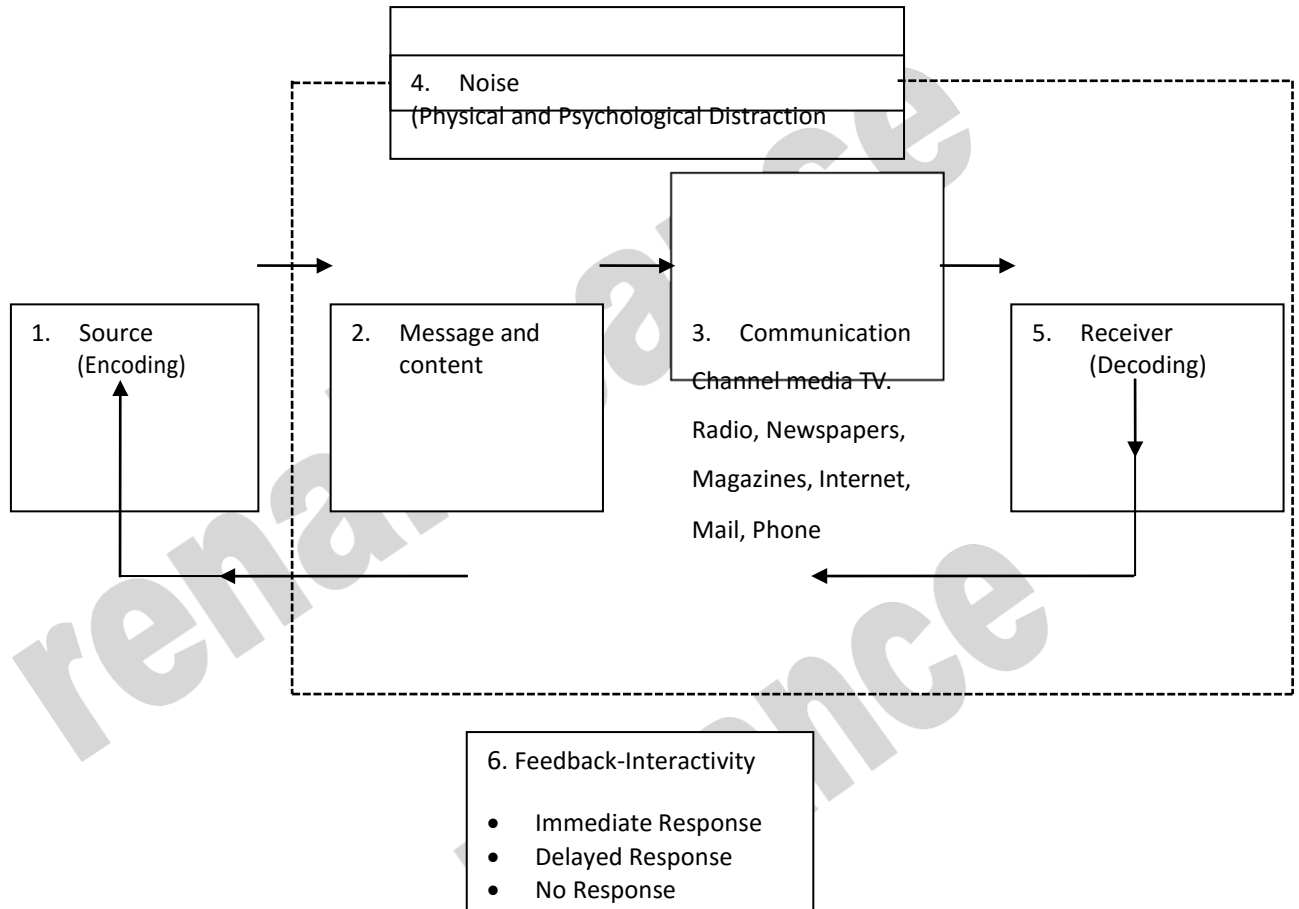 4. Noise
(Physical and Psychological Distraction
1. Source
(Encoding)
2. Message and
content
3. Communication
Channel media TV.
Radio, Newspapers,
Magazines, Internet,
Mail, Phone
5. Receiver
(Decoding)
6. Feedback-Interactivity
• Immediate Response
• Delayed Response
• No Response